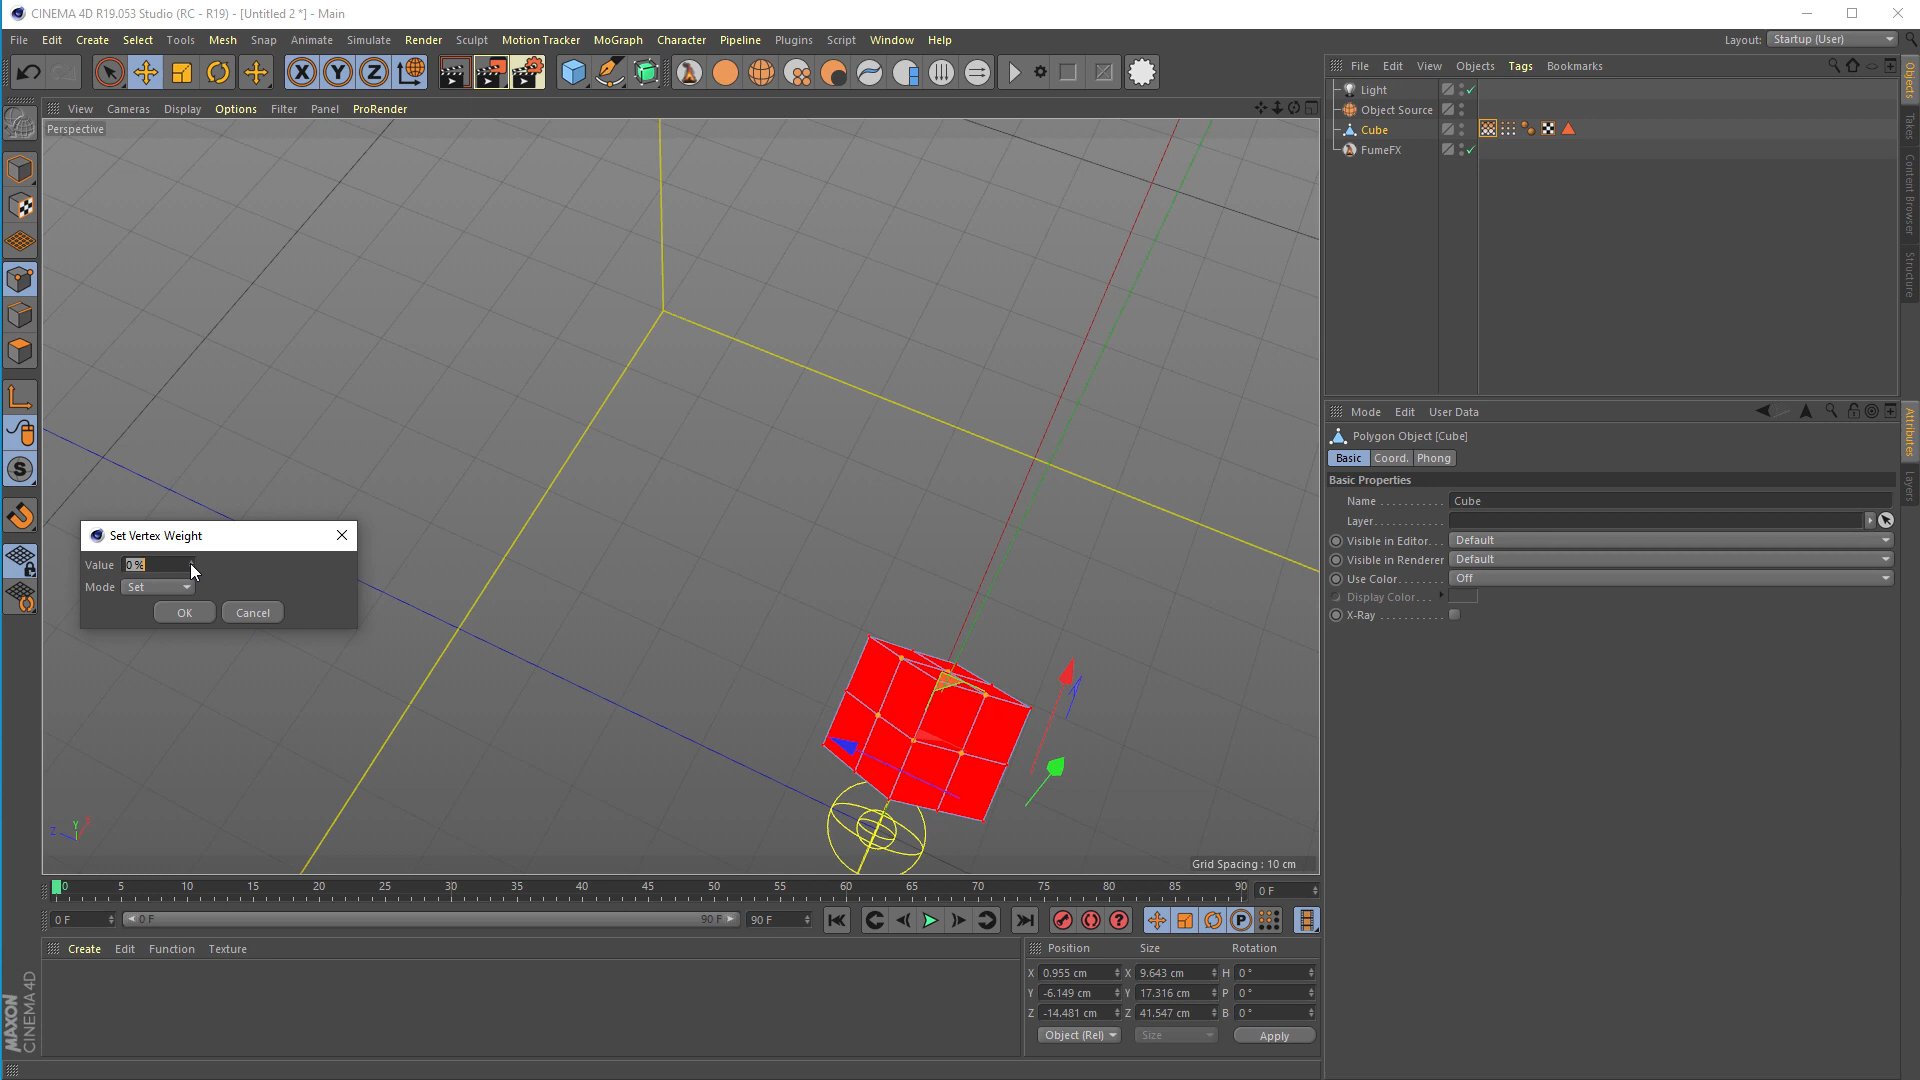 CINEMA 4D R19.053 Studio (RC - R19) - [Untitled 2 *] - Main
File Edit Create Select Tools Mesh Snap Animate Simulate Render Sculpt Motion Tracker MoGraph Character Pipeline Plugins Script Window Help
Layout: Startup (User)
X Y Z
File Edit View Objects Tags Bookmarks
Light
Object Source
Cube
FumeFX
Objects
Takes
Content Browser
Structure
View Cameras Display Options Filter Panel ProRender
Perspective
Set Vertex Weight
Value 0 %
Mode Set
OK Cancel
Z Y X
Grid Spacing : 10 cm
Mode Edit User Data
Polygon Object [Cube]
Basic Coord. Phong
Basic Properties
Name . . . . . . . . . . . Cube
Layer. . . . . . . . . . . .
Visible in Editor. . . Default
Visible in Renderer Default
Use Color. . . . . . . . Off
Display Color. . .
X-Ray . . . . . . . . . . .
Attributes
Layers
0 5 10 15 20 25 30 35 40 45 50 55 60 65 70 75 80 85 90 0 F
0 F 0 F 90 F 90 F
Create Edit Function Texture
Position Size Rotation
X 0.955 cm X 9.643 cm H 0 °
Y -6.149 cm Y 17.316 cm P 0 °
Z -14.481 cm Z 41.547 cm B 0 °
Object (Rel) Size Apply
MAXON
CINEMA 4D